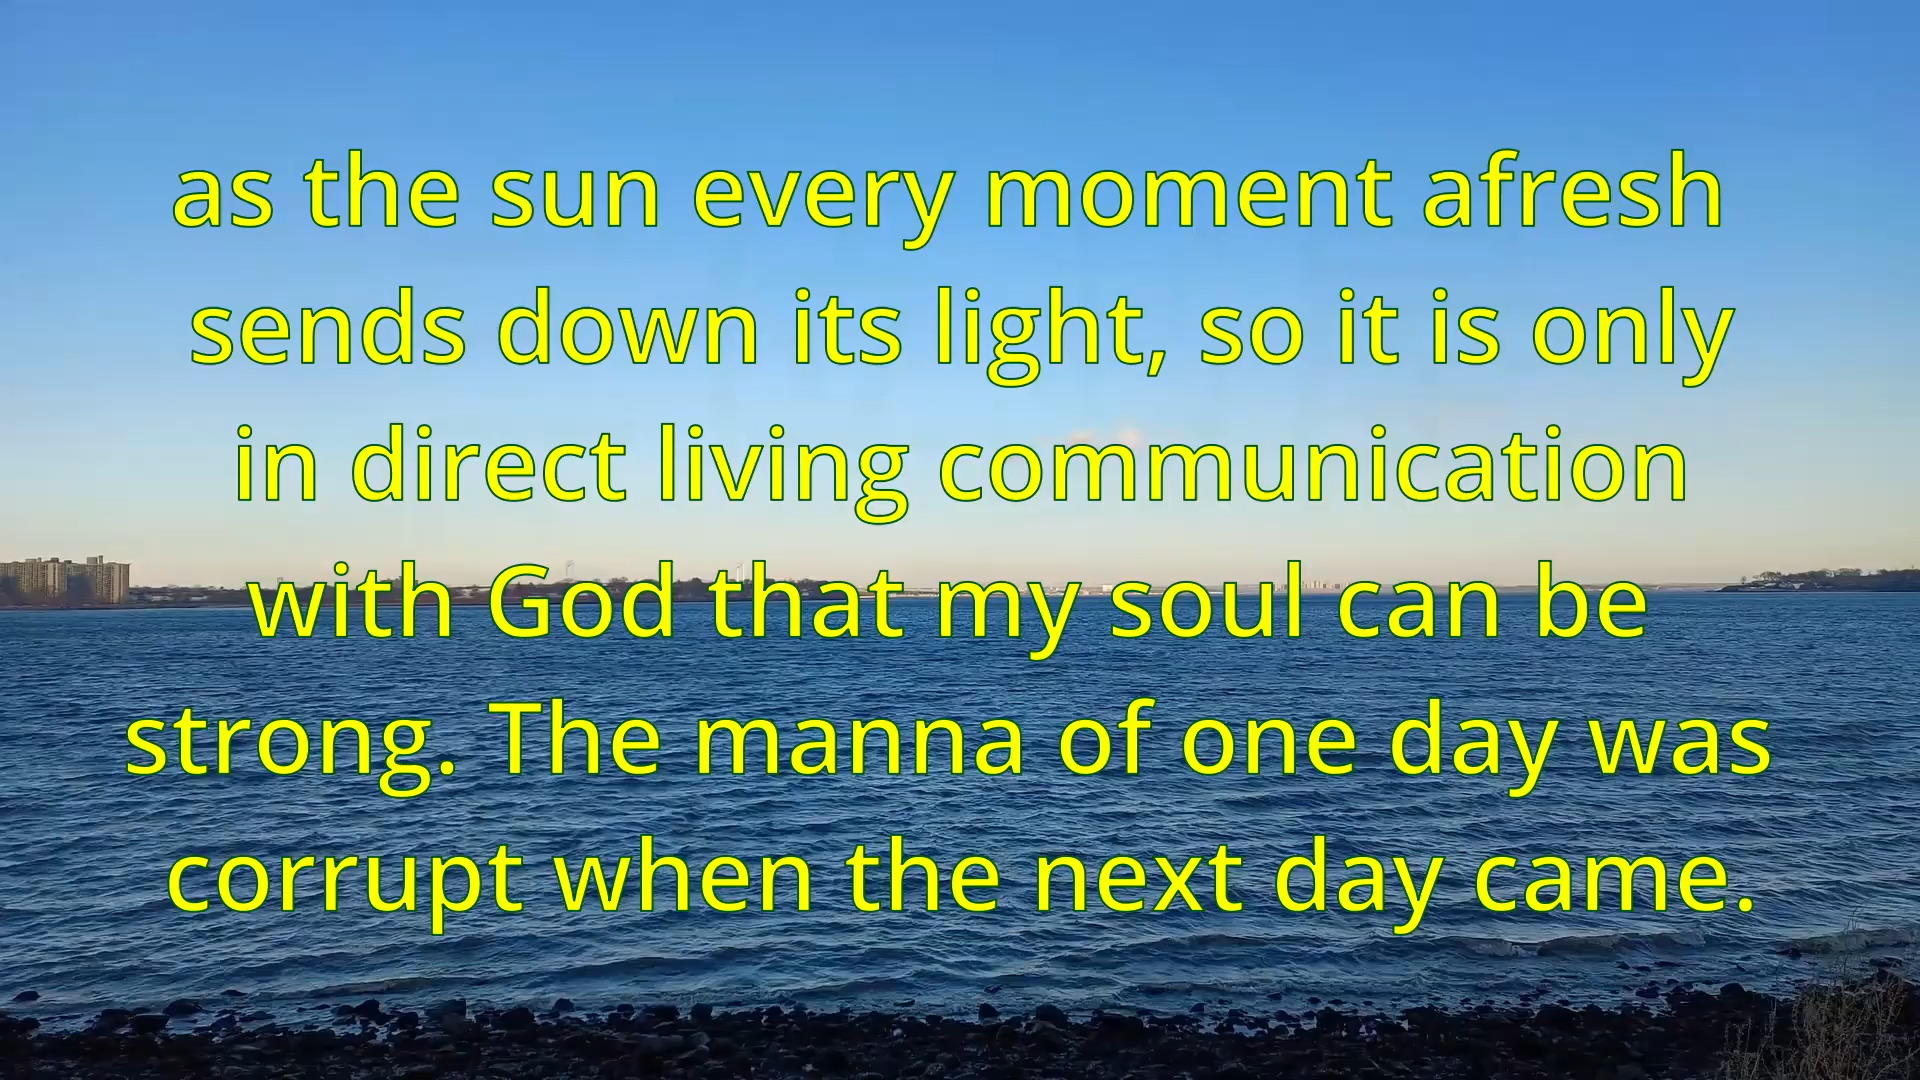 as the sun every moment afresh
sends down its light, so it is only
in direct living communication
with God that my soul can be
strong. The manna of one day was
corrupt when the next day came.